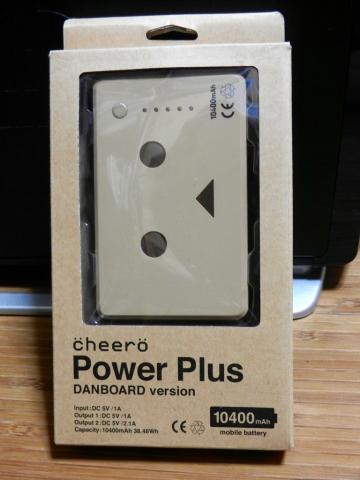 10400mAh CE
cheero
Power Plus
DANBOARD version
Input : DC 5V /1A
Output 1 : DC 5V /1A
Output 2 : DC 5V /2.1A
Capacity : 10400mAh 38.48Wh
CE
10400mAh
mobile battery